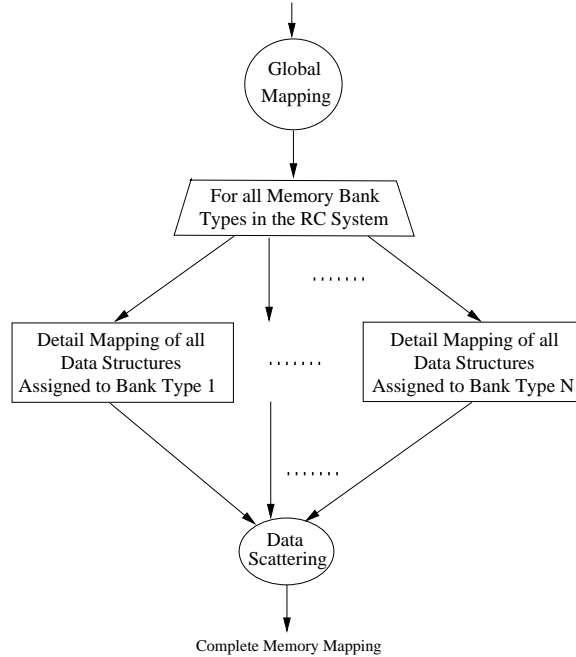 Global
Mapping
For all Memory Bank
Types in the RC System
.......
Detail Mapping of all
Data Structures
Assigned to Bank Type 1
.......
Detail Mapping of all
Data Structures
Assigned to Bank Type N
.......
Data
Scattering
Complete Memory Mapping